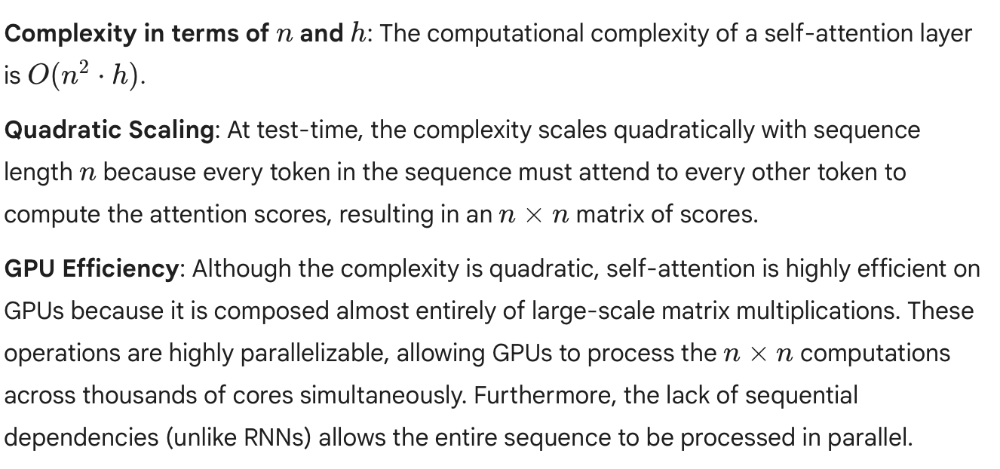 Complexity in terms of n and h: The computational complexity of a self-attention layer
is O(n² · h).
Quadratic Scaling: At test-time, the complexity scales quadratically with sequence
length n because every token in the sequence must attend to every other token to
compute the attention scores, resulting in an n × n matrix of scores.
GPU Efficiency: Although the complexity is quadratic, self-attention is highly efficient on
GPUs because it is composed almost entirely of large-scale matrix multiplications. These
operations are highly parallelizable, allowing GPUs to process the n × n computations
across thousands of cores simultaneously. Furthermore, the lack of sequential
dependencies (unlike RNNs) allows the entire sequence to be processed in parallel.